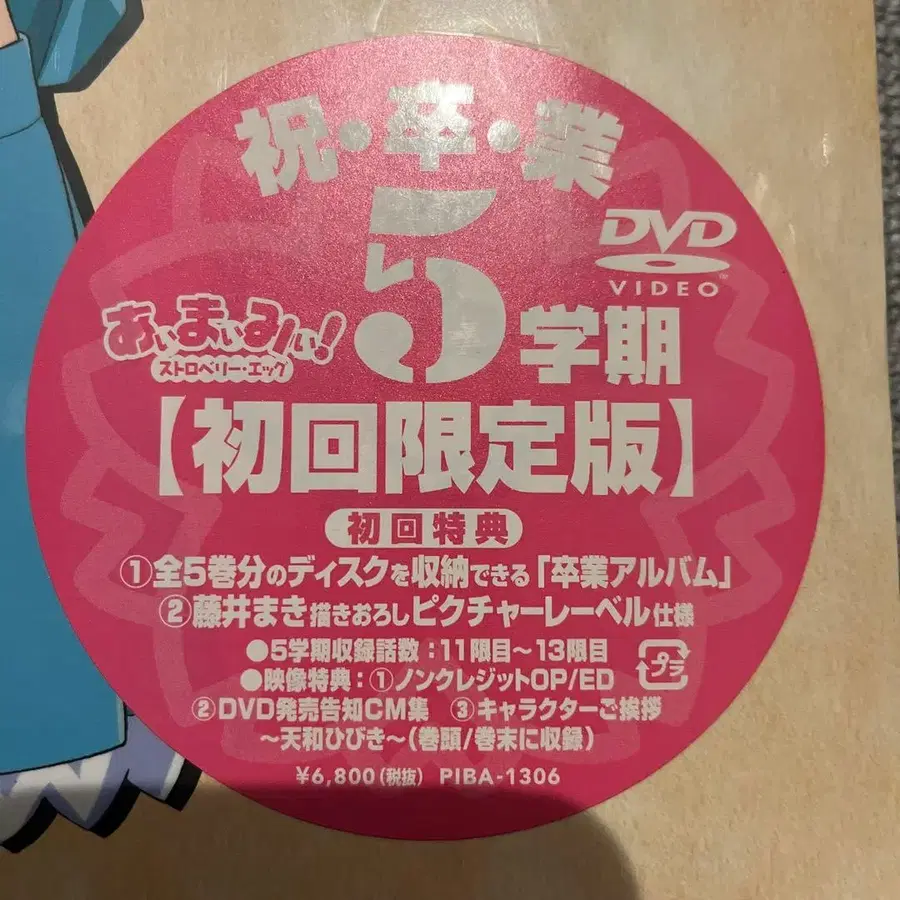 祝・卒・業
5学期
DVD
VIDEO
あぃまぃみぃ!
ストロベリー・エッグ
【初回限定版】
初回特典
①全5巻分のディスクを収納できる「卒業アルバム」
②藤井まき描きおろしピクチャーレーベル仕様
●5学期収録話数:11限目~13限目
●映像特典:①ノンクレジットOP/ED
②DVD発売告知CM集 ③キャラクターご挨拶
~天和ひびき~(巻頭/巻末に収録)
プラ
¥6,800(税抜) PIBA-1306